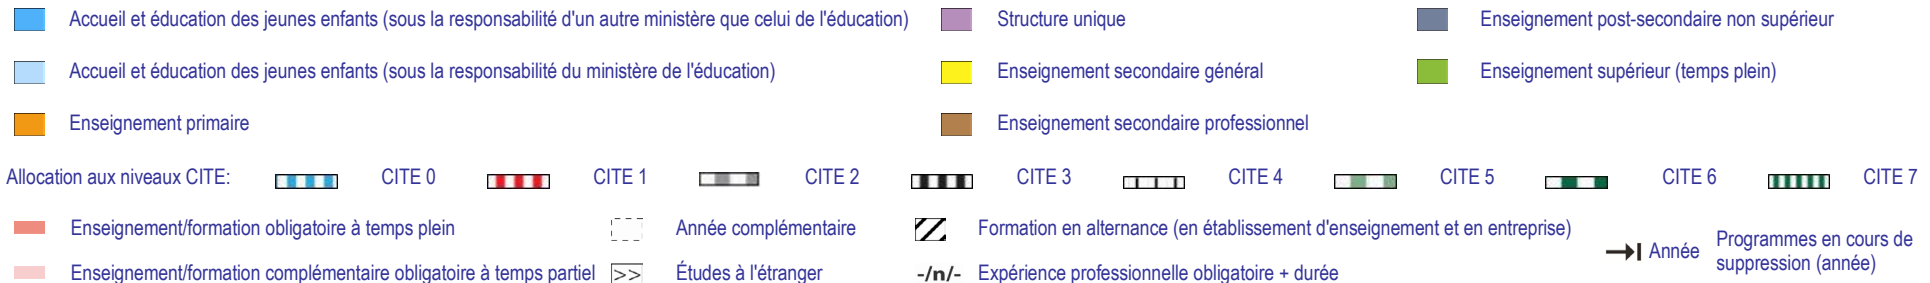 Accueil et éducation des jeunes enfants (sous la responsabilité d'un autre ministère que celui de l'éducation)
Structure unique
Enseignement post-secondaire non supérieur
Accueil et éducation des jeunes enfants (sous la responsabilité du ministère de l'éducation)
Enseignement secondaire général
Enseignement supérieur (temps plein)
Enseignement primaire
Enseignement secondaire professionnel
Allocation aux niveaux CITE: CITE 0 CITE 1 CITE 2 CITE 3 CITE 4 CITE 5 CITE 6 CITE 7
Enseignement/formation obligatoire à temps plein
Année complémentaire
Formation en alternance (en établissement d'enseignement et en entreprise)
Année
Programmes en cours de
suppression (année)
Enseignement/formation complémentaire obligatoire à temps partiel
>> Études à l'étranger
-/n/- Expérience professionnelle obligatoire + durée